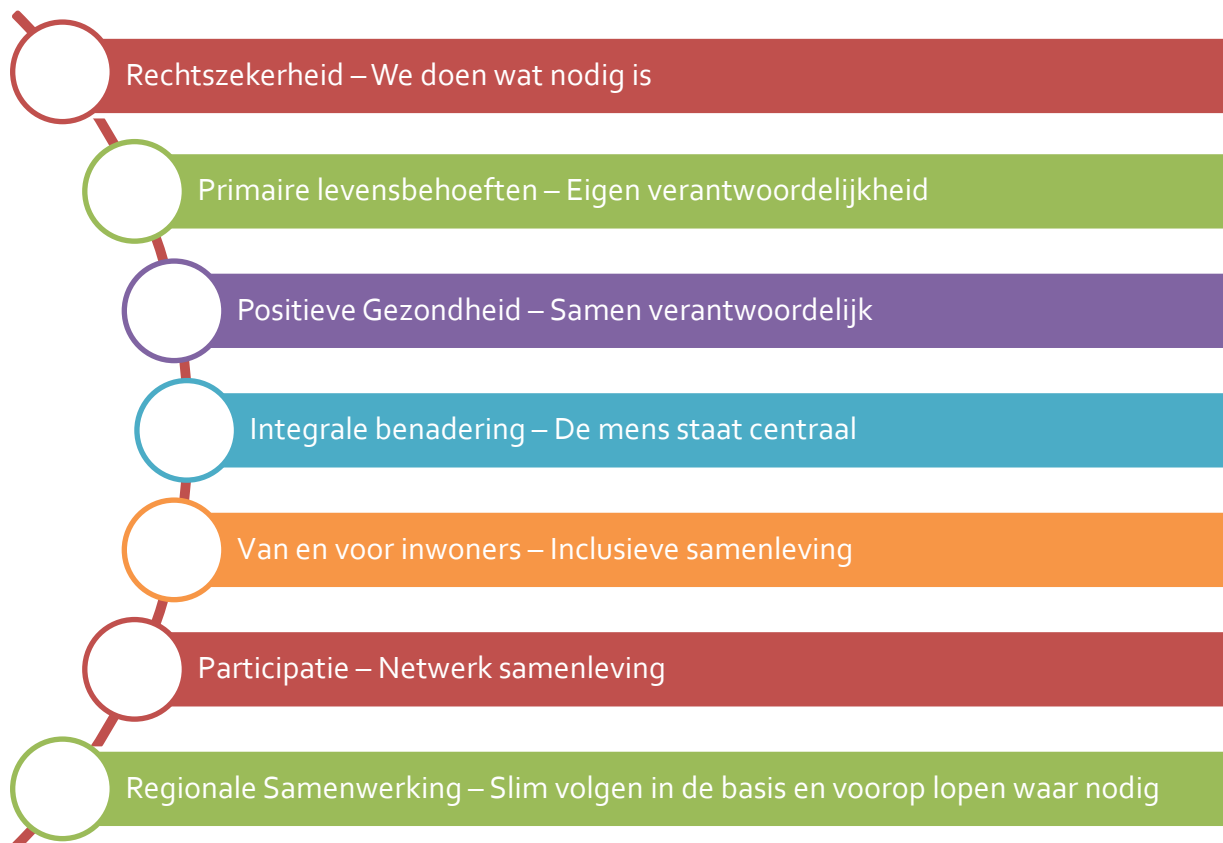 Rechtszekerheid – We doen wat nodig is
Primaire levensbehoeften – Eigen verantwoordelijkheid
Positieve Gezondheid – Samen verantwoordelijk
Integrale benadering – De mens staat centraal
Van en voor inwoners – Inclusieve samenleving
Participatie – Netwerk samenleving
Regionale Samenwerking – Slim volgen in de basis en voorop lopen waar nodig